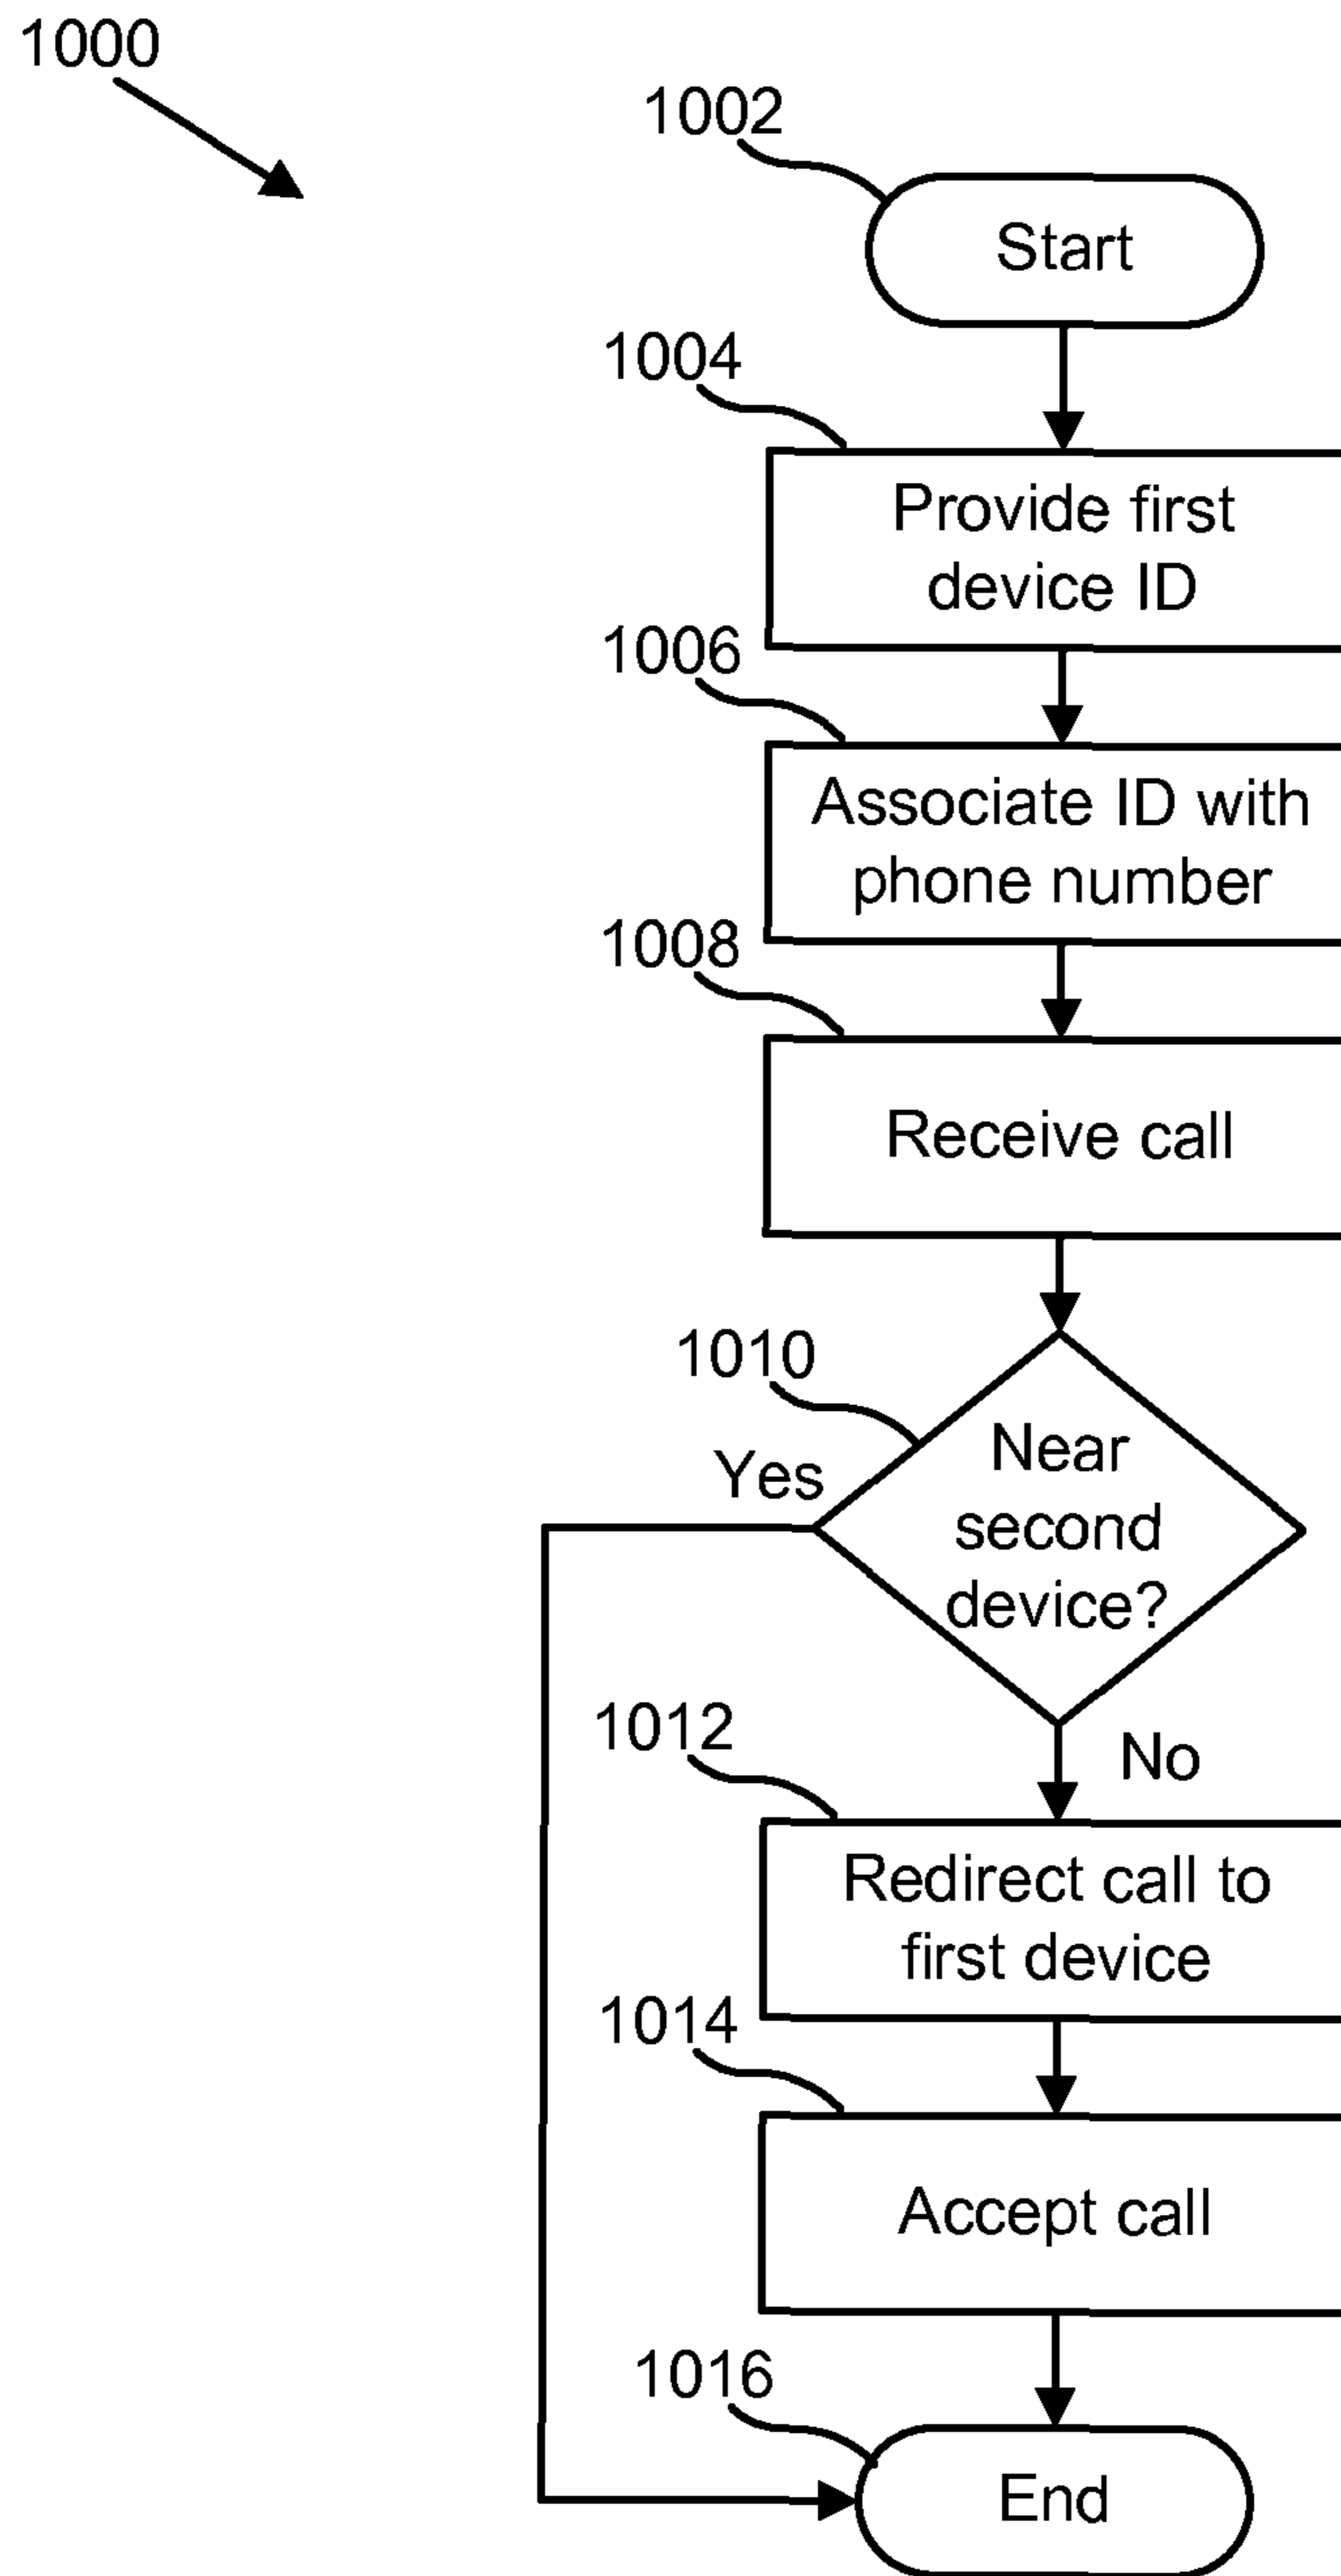 1000
1002
Start
1004
Provide first
device ID
1006
Associate ID with
phone number
1008
Receive call
1010
Yes
Near
second
device?
No
1012
Redirect call to
first device
1014
Accept call
1016
End